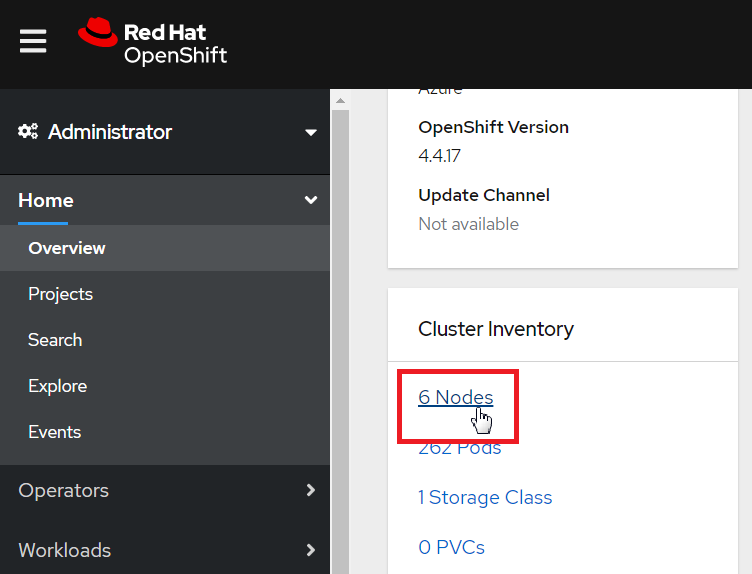 Red Hat
OpenShift
Administrator
Home
Overview
Projects
Search
Explore
Events
Operators
Workloads
Azure
OpenShift Version
4.4.17
Update Channel
Not available
Cluster Inventory
6 Nodes
262 Pods
1 Storage Class
0 PVCs